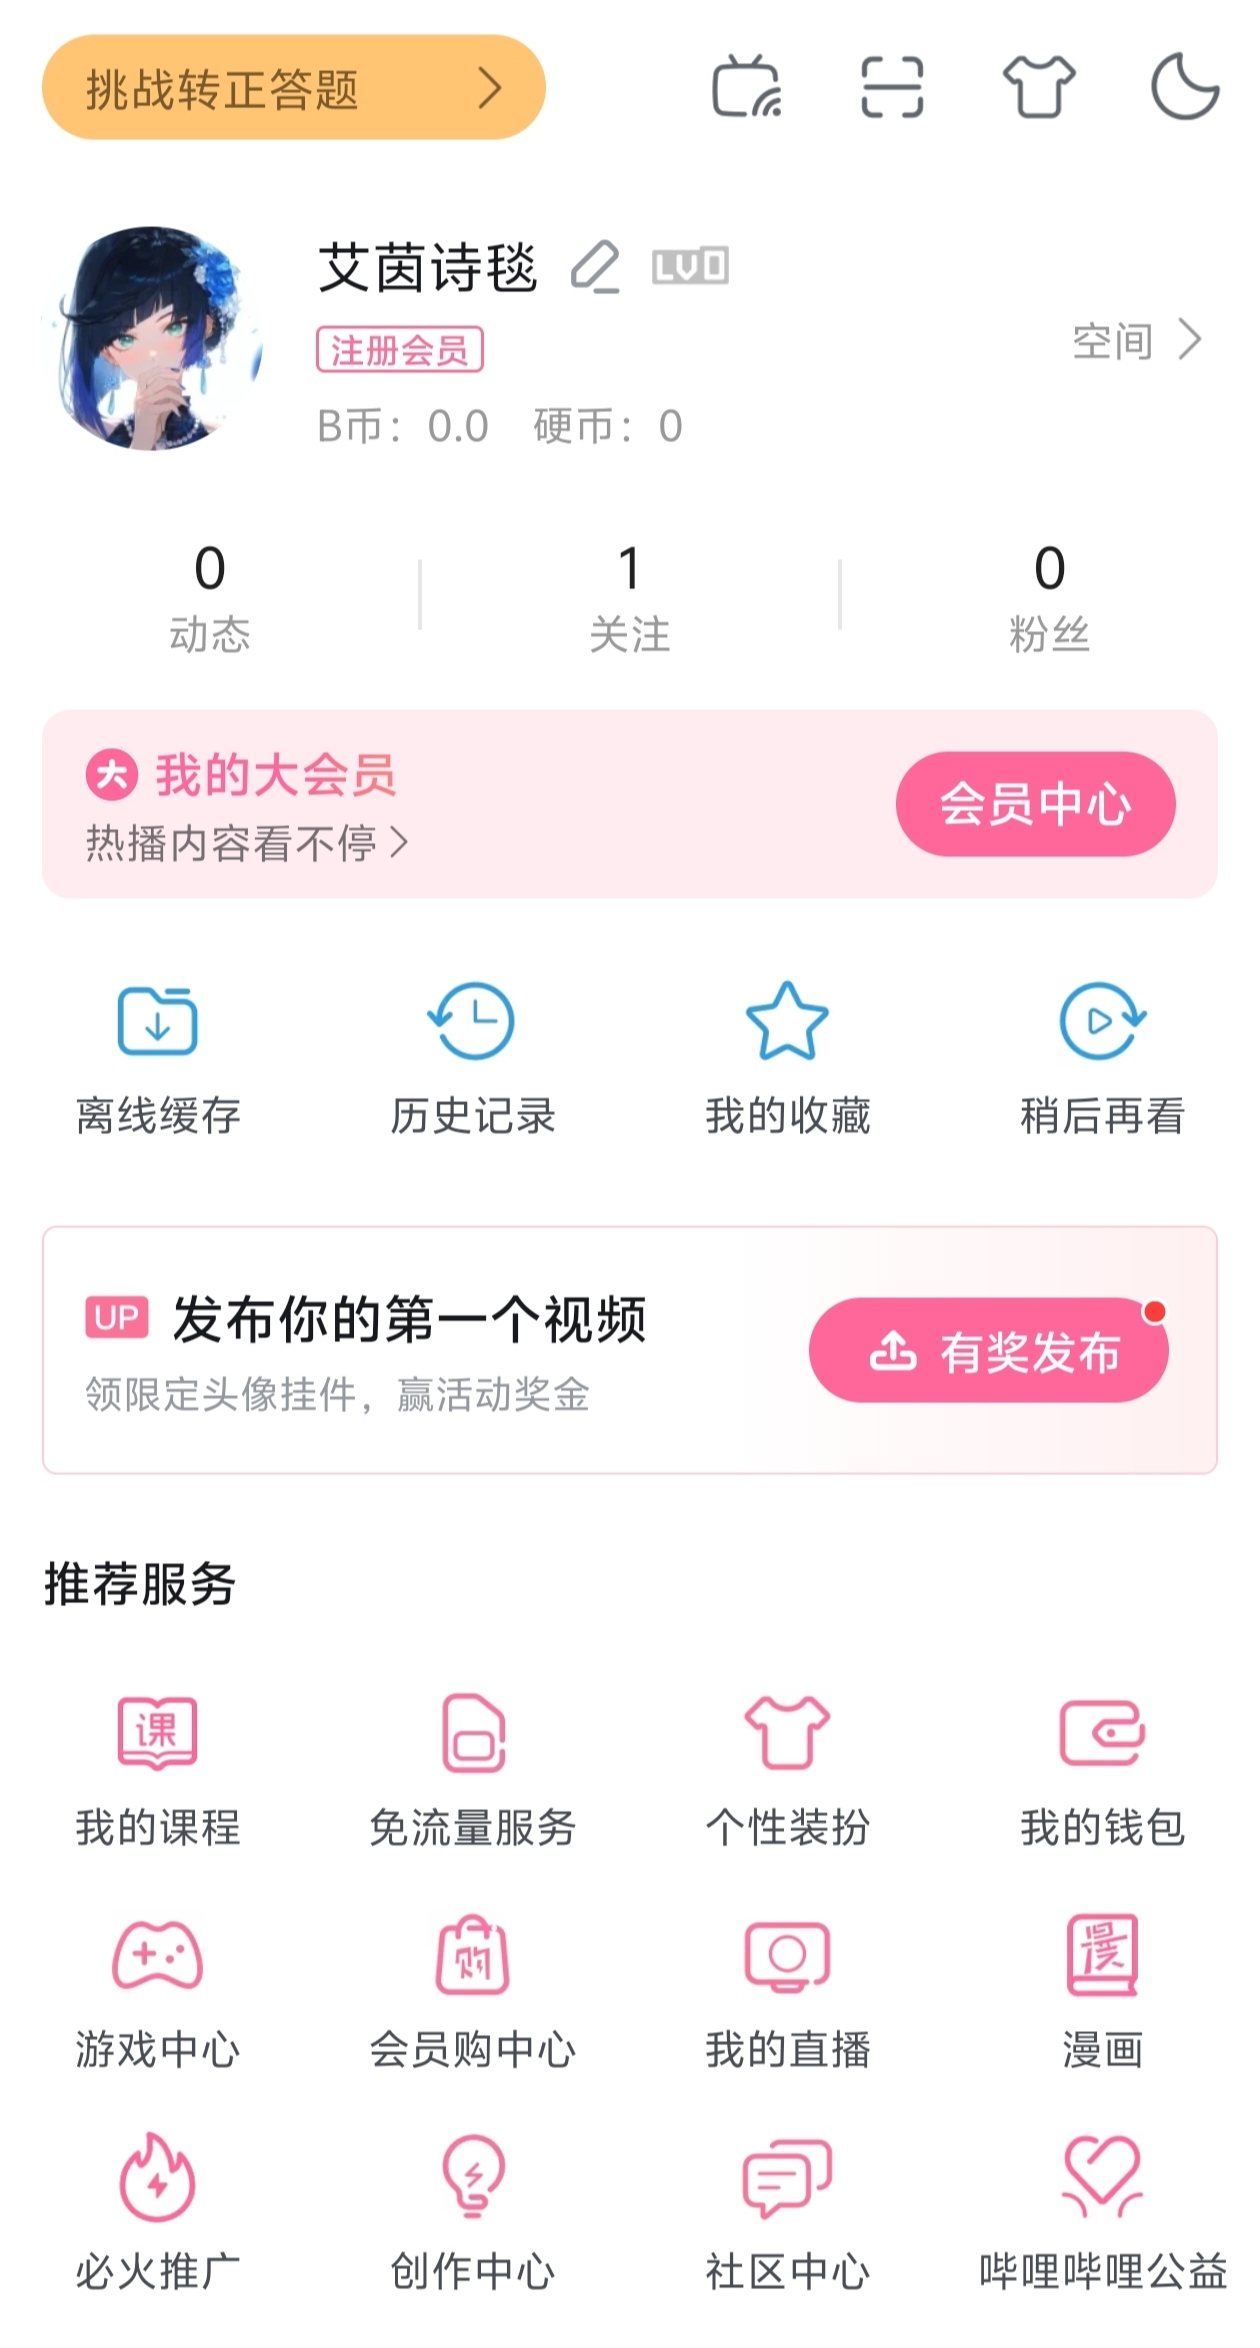 挑战转正答题
艾茵诗毯 LV0
注册会员
空间
B币：0.0 硬币：0
0 1 0
动态 关注 粉丝
大 我的大会员
热播内容看不停
会员中心
离线缓存 历史记录 我的收藏 稍后再看
UP 发布你的第一个视频
领限定头像挂件，赢活动奖金
有奖发布
推荐服务
课
我的课程 免流量服务 个性装扮 我的钱包
购 漫
游戏中心 会员购中心 我的直播 漫画
必火推广 创作中心 社区中心 哔哩哔哩公益